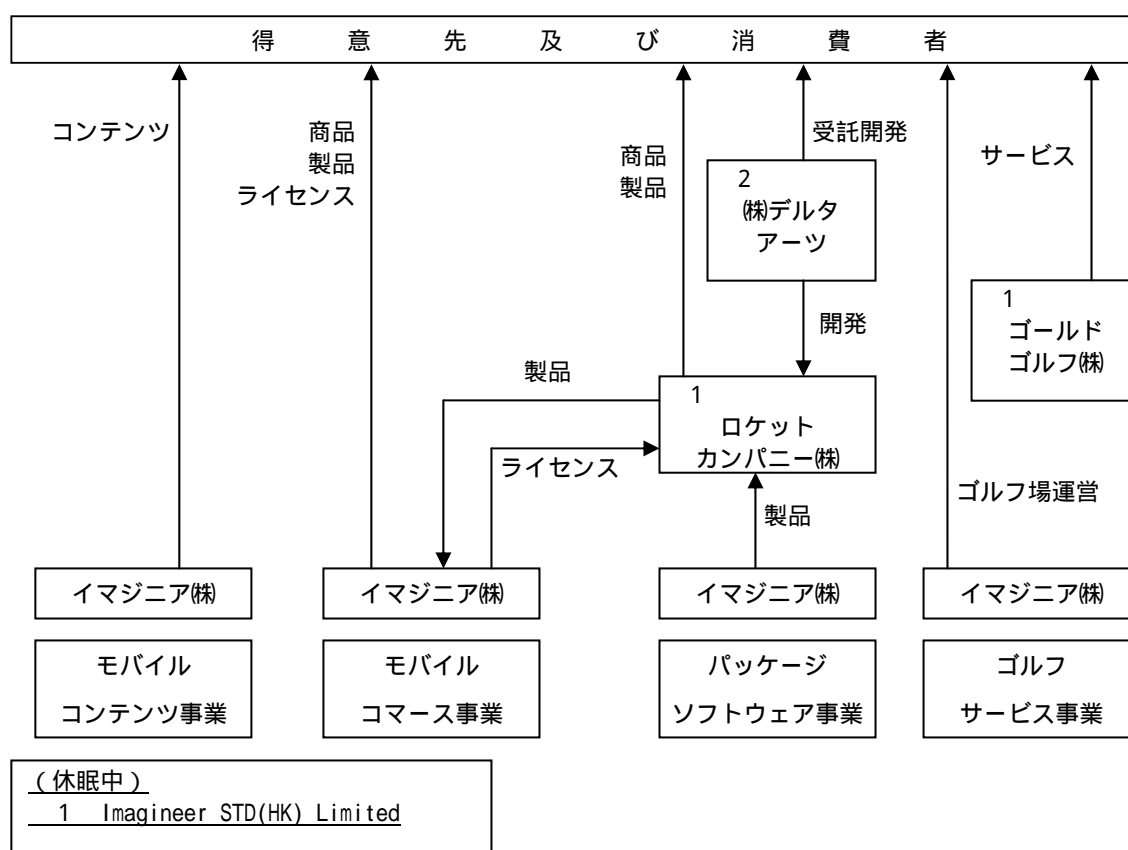 得意先及び消費者
コンテンツ
商品
製品
ライセンス
商品
製品
受託開発
サービス
2
㈱デルタ
アーツ
1
ゴールド
ゴルフ㈱
開発
製品
1
ロケット
カンパニー㈱
ライセンス
ゴルフ場運営
製品
イマジニア㈱
イマジニア㈱
イマジニア㈱
イマジニア㈱
モバイル
コンテンツ事業
モバイル
コマース事業
パッケージ
ソフトウェア事業
ゴルフ
サービス事業
(休眠中)
1 Imagineer STD(HK) Limited